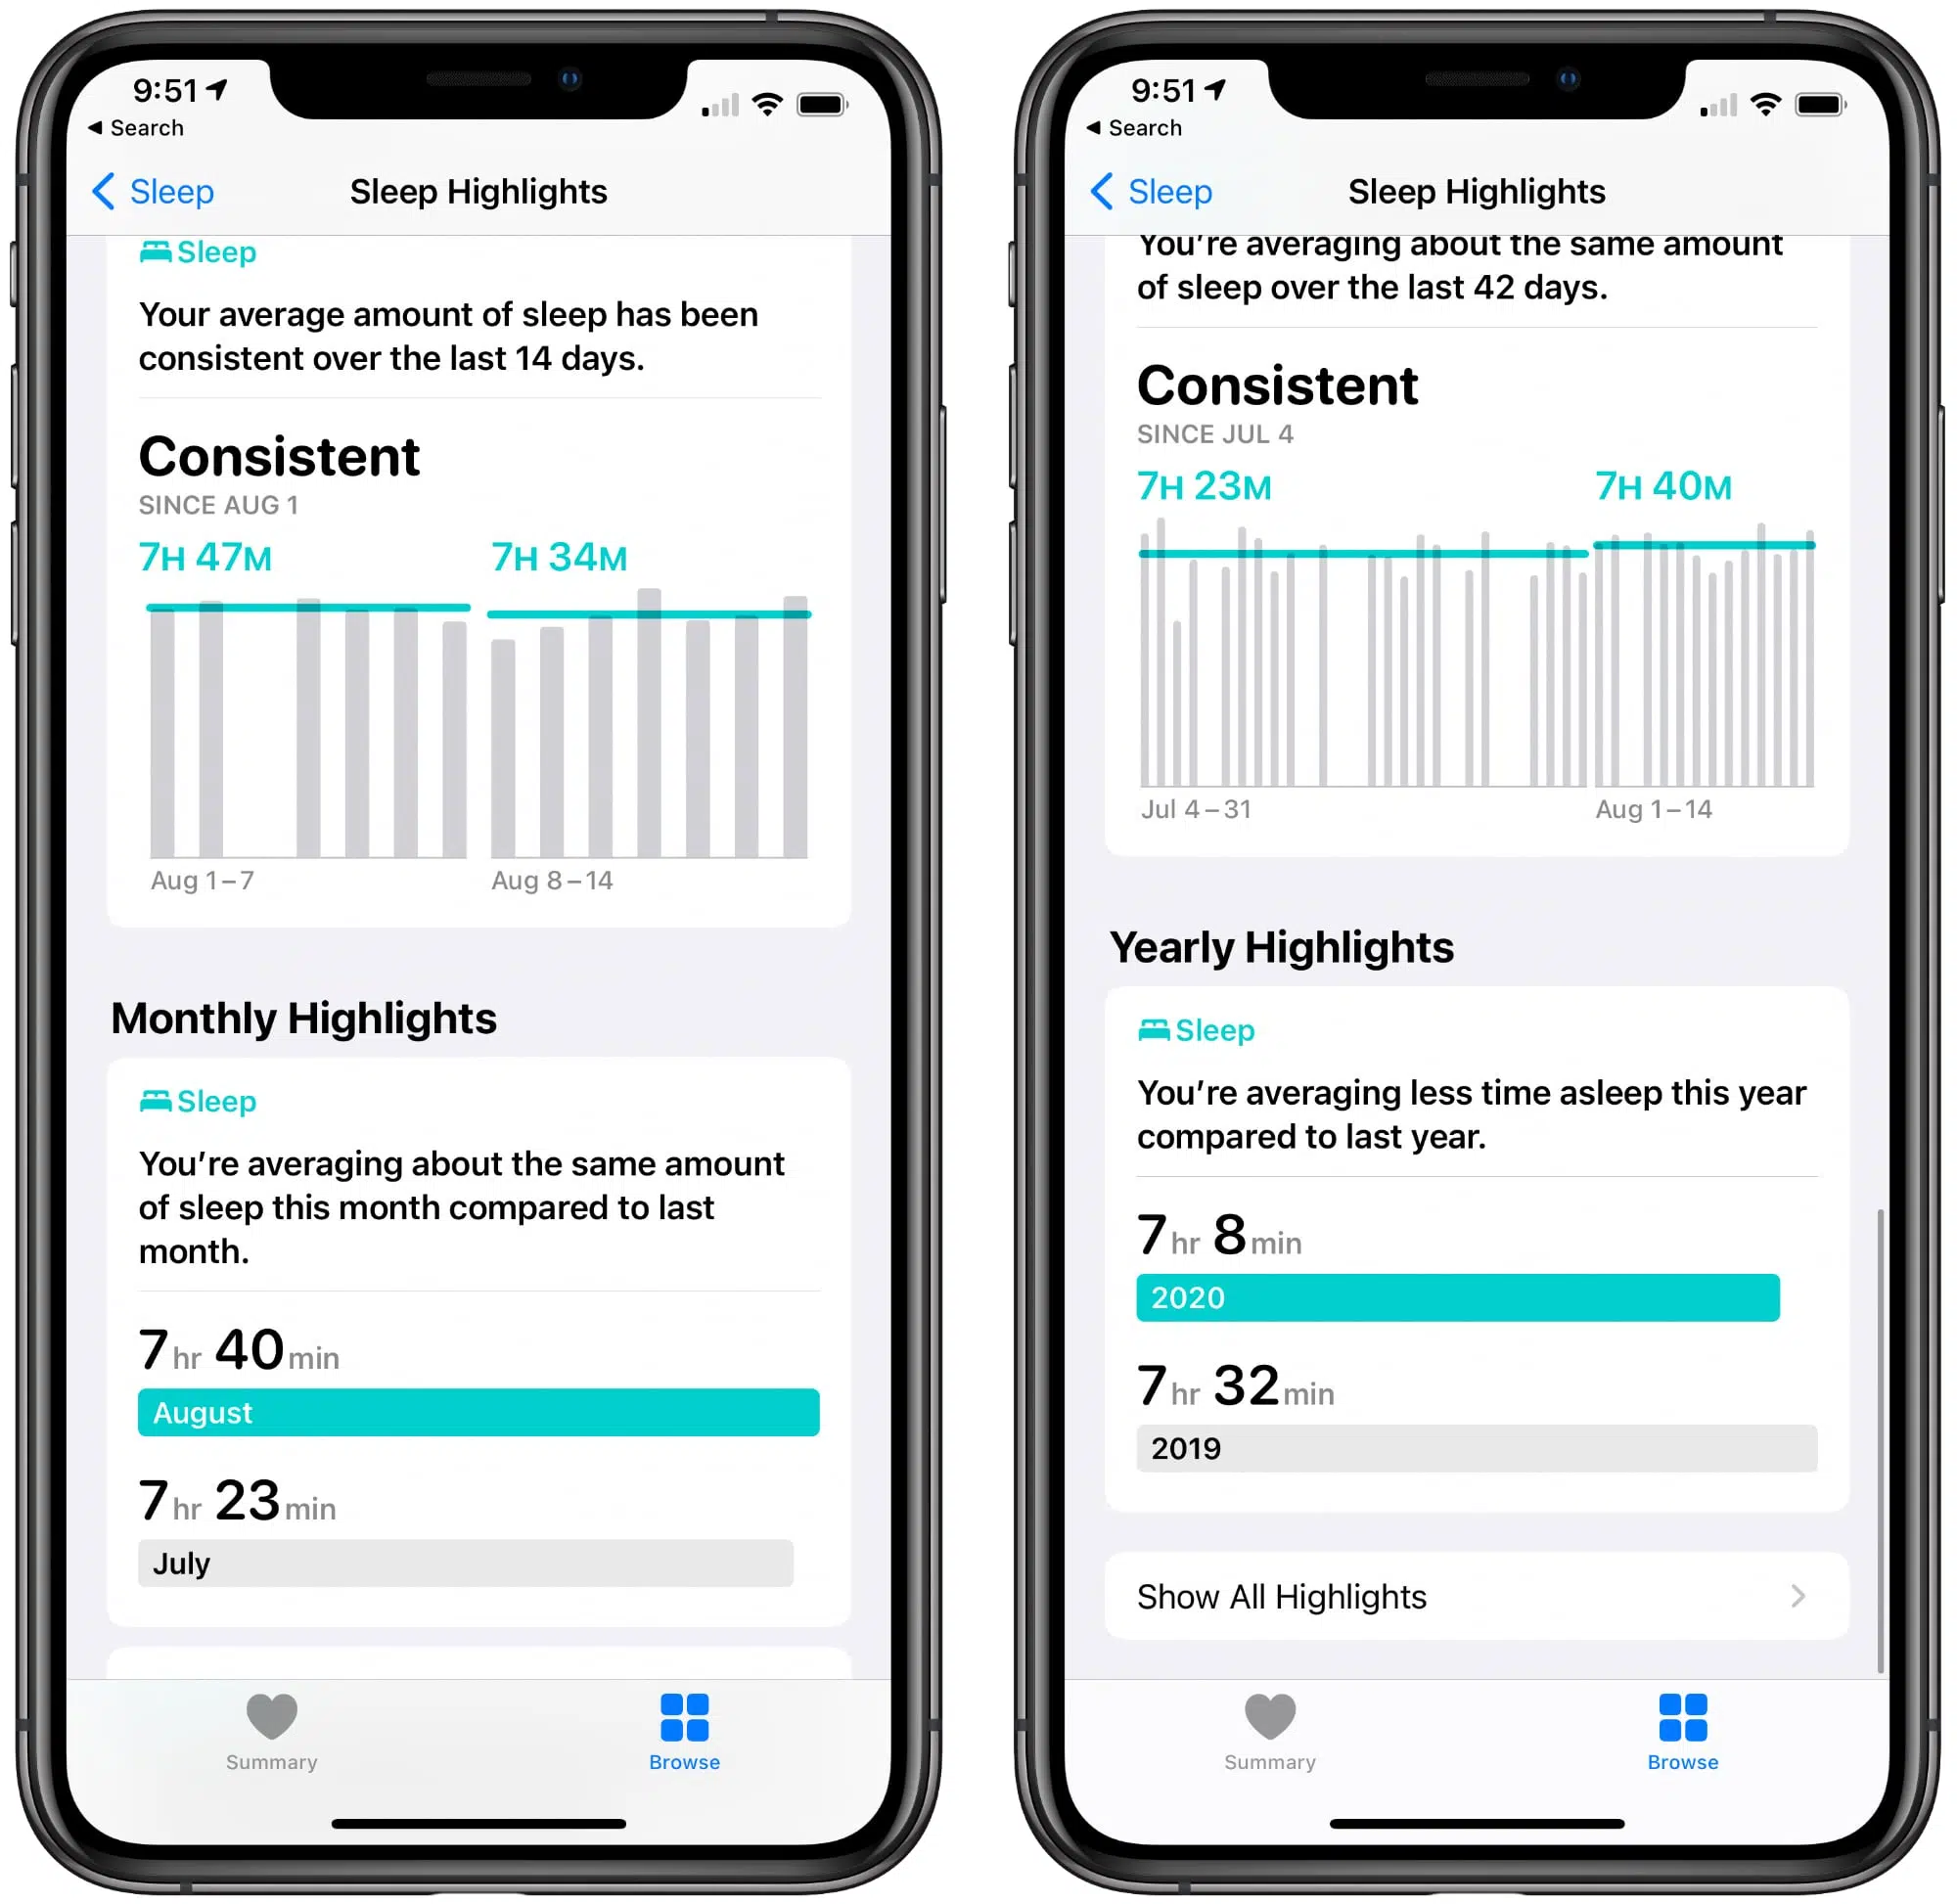 9:51
◀ Search
Sleep
Sleep Highlights
Sleep
Your average amount of sleep has been
consistent over the last 14 days.
Consistent
SINCE AUG 1
7H 47M
7H 34M
Aug 1–7
Aug 8–14
Monthly Highlights
Sleep
You’re averaging about the same amount
of sleep this month compared to last
month.
7 hr 40 min
August
7 hr 23 min
July
Summary
Browse
9:51
◀ Search
Sleep
Sleep Highlights
You’re averaging about the same amount
of sleep over the last 42 days.
Consistent
SINCE JUL 4
7H 23M
7H 40M
Jul 4–31
Aug 1–14
Yearly Highlights
Sleep
You’re averaging less time asleep this year
compared to last year.
7 hr 8 min
2020
7 hr 32 min
2019
Show All Highlights
Summary
Browse